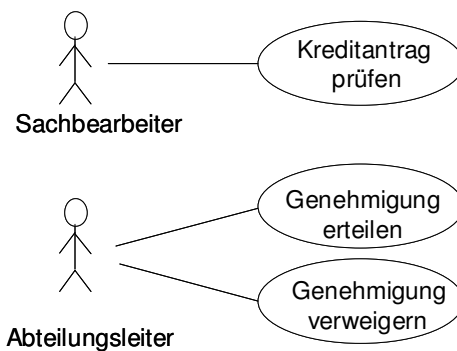 Kreditantrag
prüfen
Sachbearbeiter
Genehmigung
erteilen
Genehmigung
verweigern
Abteilungsleiter